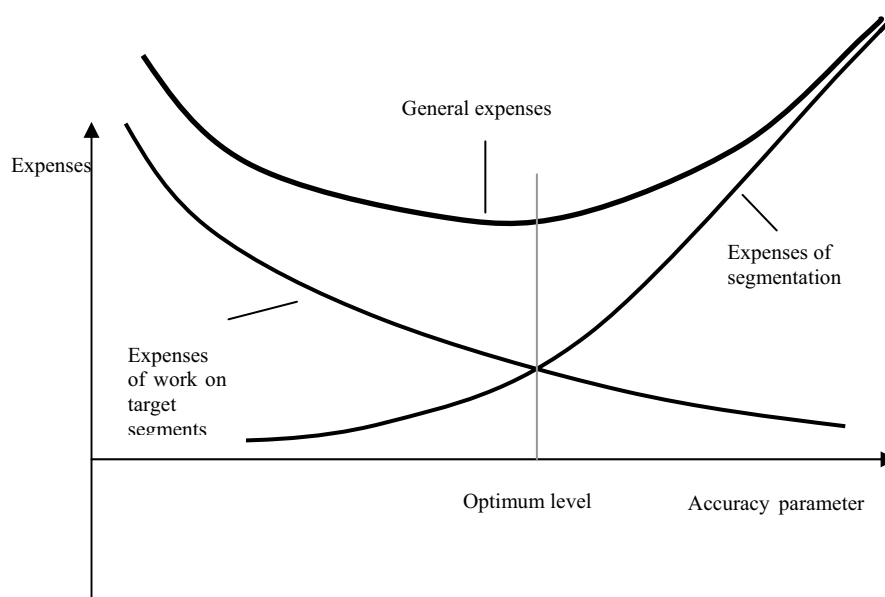 General expenses
Expenses
Expenses of
segmentation
Expenses
of work on
target
segments
Optimum level
Accuracy parameter